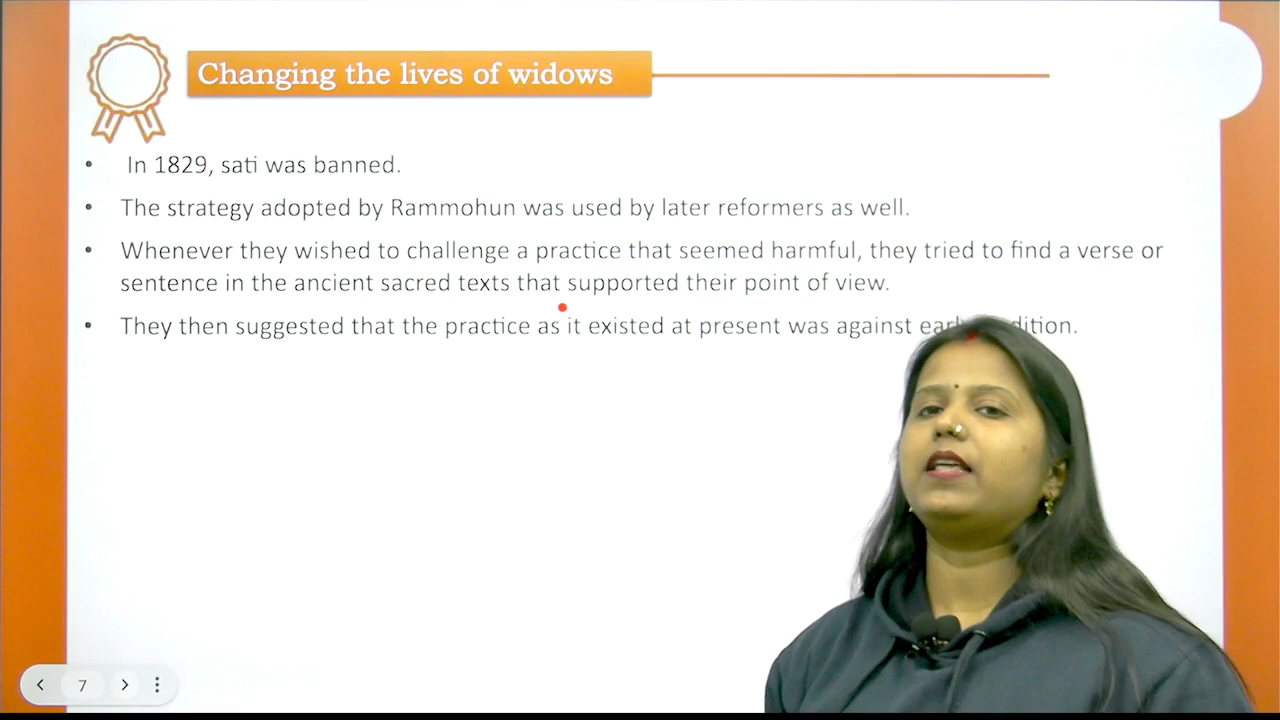 Changing the lives of widows
• In 1829, sati was banned.
• The strategy adopted by Rammohun was used by later reformers as well.
• Whenever they wished to challenge a practice that seemed harmful, they tried to find a verse or
sentence in the ancient sacred texts that supported their point of view.
• They then suggested that the practice as it existed at present was against
7